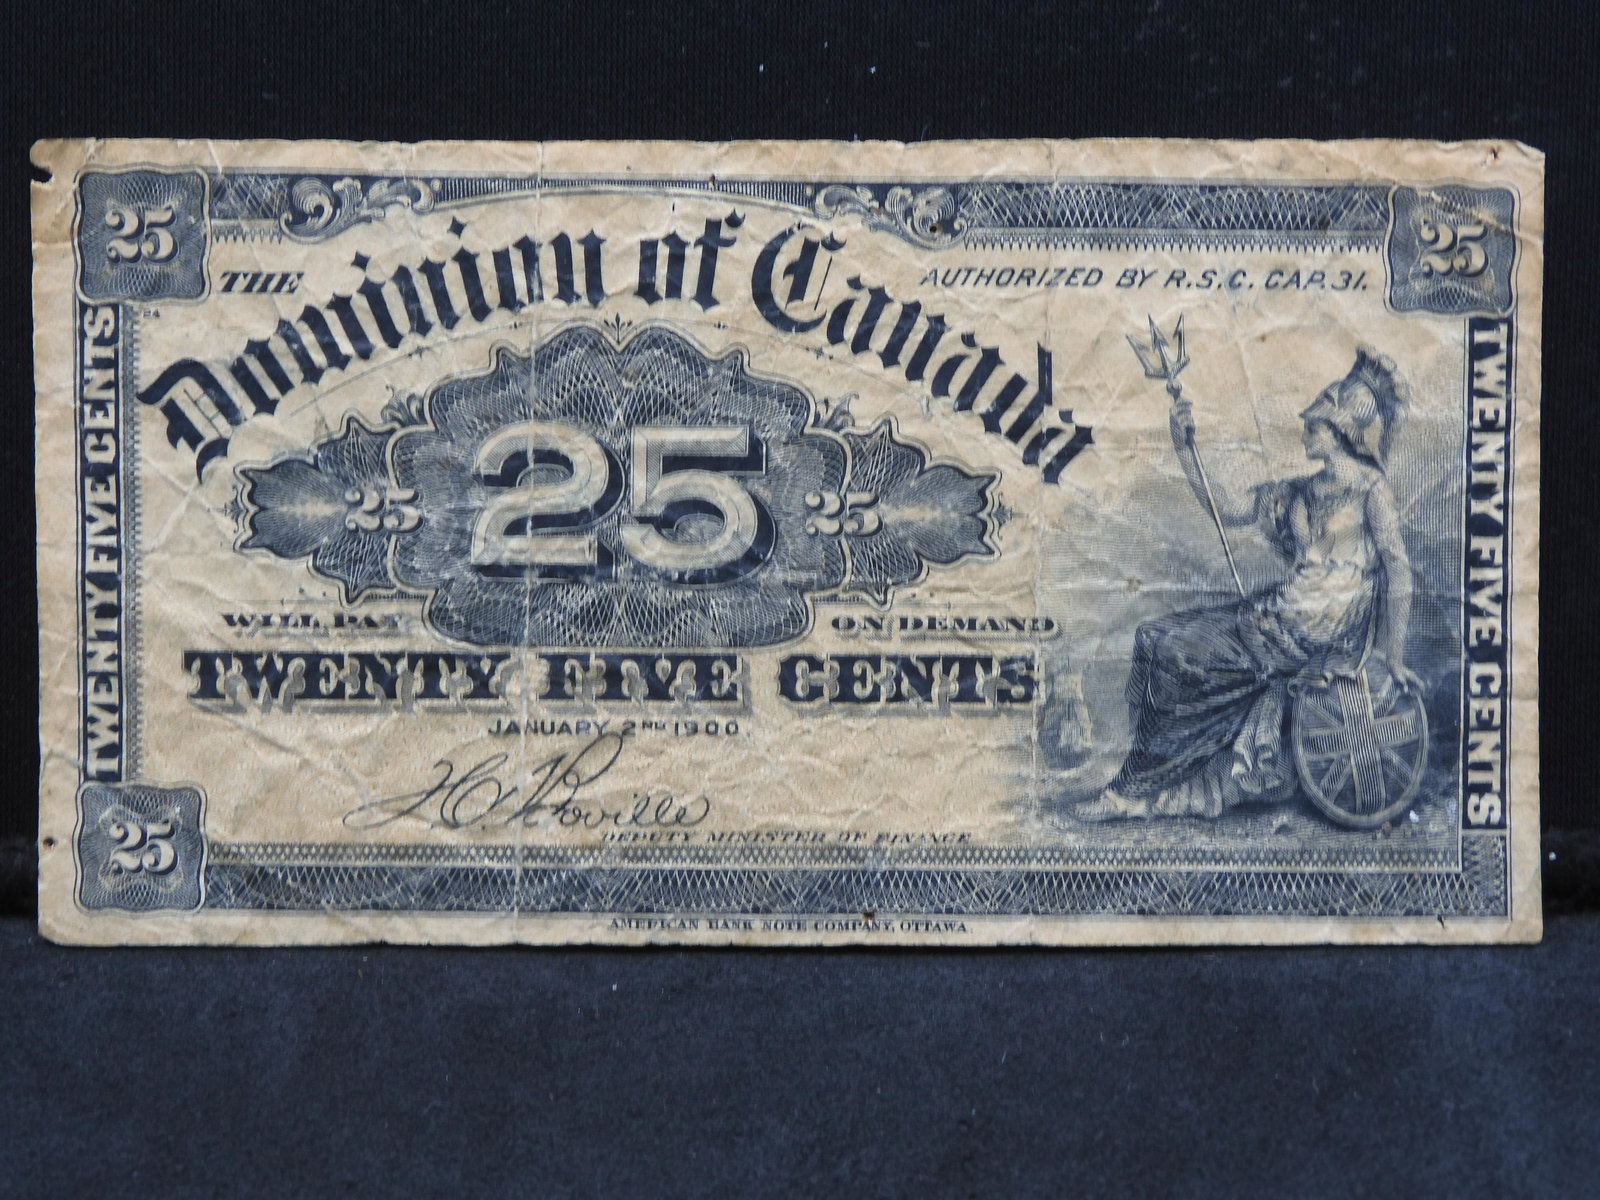 25
25
THE
Dominion of Canada
AUTHORIZED BY R.S.C. CAP. 31.
24
TWENTY FIVE CENTS
25
25
25
TWENTY FIVE CENTS
WILL PAY
ON DEMAND
TWENTY FIVE CENTS
JANUARY 2ND 1900.
J.C. Boville
DEPUTY MINISTER OF FINANCE
25
AMERICAN BANK NOTE COMPANY, OTTAWA.